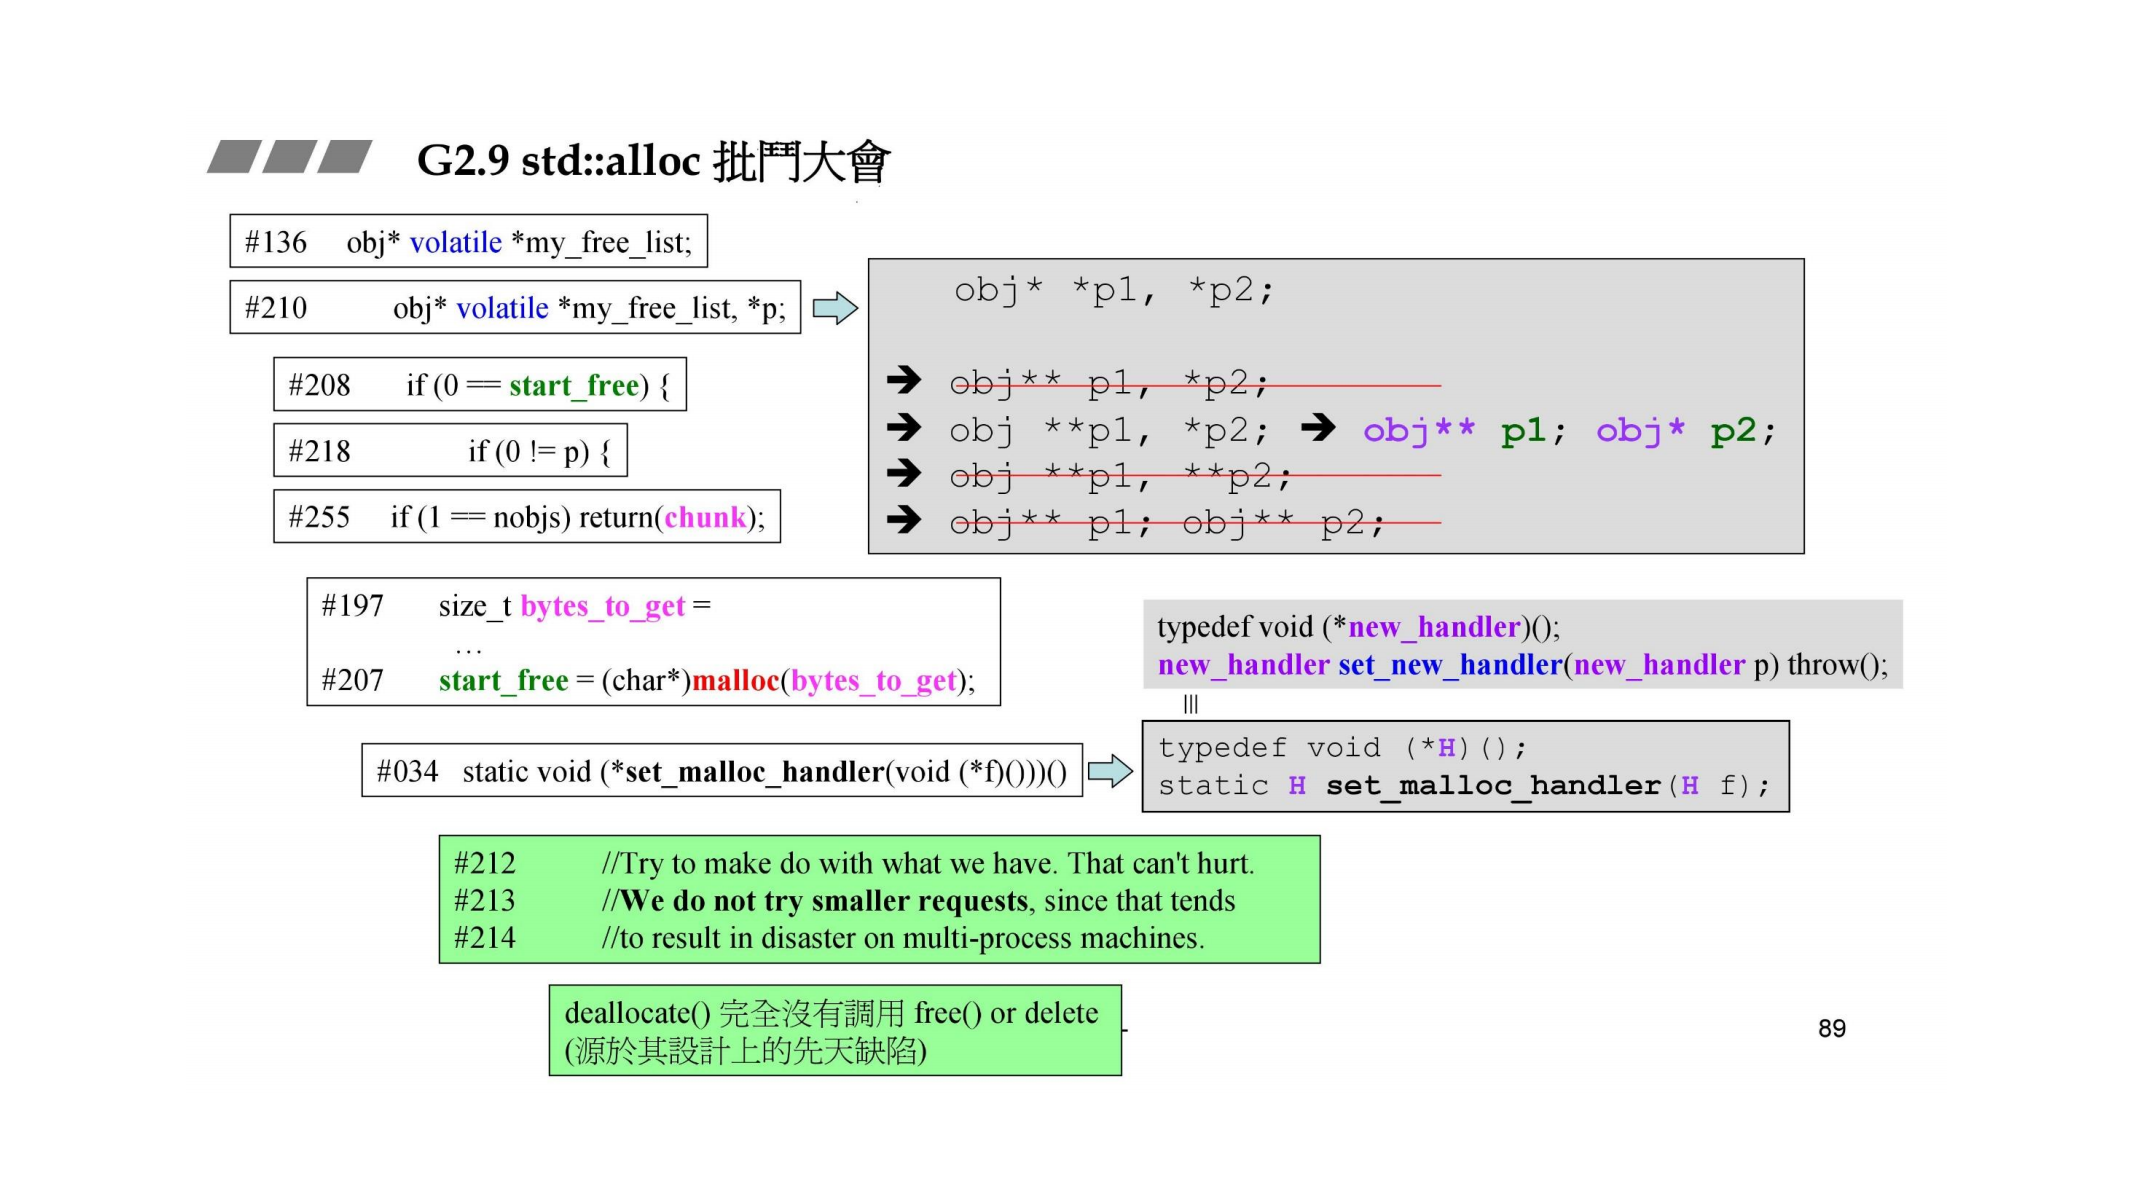 G2.9 std::alloc 批鬥大會
#136 obj* volatile *my_free_list;
#210 obj* volatile *my_free_list, *p;
#208 if (0 == start_free) {
#218 if (0 != p) {
#255 if (1 == nobjs) return(chunk);
obj* *p1, *p2;
➔ obj** p1, *p2;
➔ obj **p1, *p2; ➔ obj** p1; obj* p2;
➔ obj **p1, **p2;
➔ obj** p1; obj** p2;
#197 size_t bytes_to_get =
…
#207 start_free = (char*)malloc(bytes_to_get);
typedef void (*new_handler)();
new_handler set_new_handler(new_handler p) throw();
≡
#034 static void (*set_malloc_handler(void (*f)()))()
typedef void (*H)();
static H set_malloc_handler(H f);
#212 //Try to make do with what we have. That can't hurt.
#213 //We do not try smaller requests, since that tends
#214 //to result in disaster on multi-process machines.
deallocate() 完全沒有調用 free() or delete
(源於其設計上的先天缺陷)
89